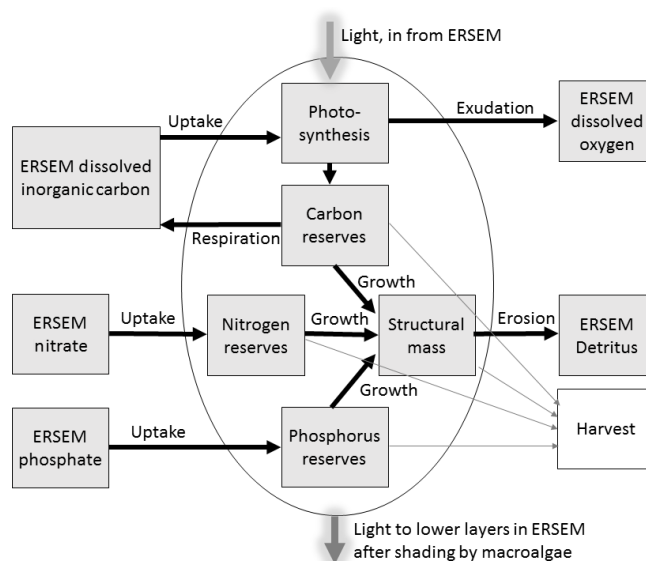 Light, in from ERSEM
Photo-
synthesis
Exudation
ERSEM
dissolved
oxygen
Uptake
ERSEM dissolved
inorganic carbon
Carbon
reserves
Respiration
Growth
ERSEM
nitrate
Uptake
Nitrogen
reserves
Growth
Structural
mass
Erosion
ERSEM
Detritus
Growth
ERSEM
phosphate
Uptake
Phosphorus
reserves
Harvest
Light to lower layers in ERSEM
after shading by macroalgae